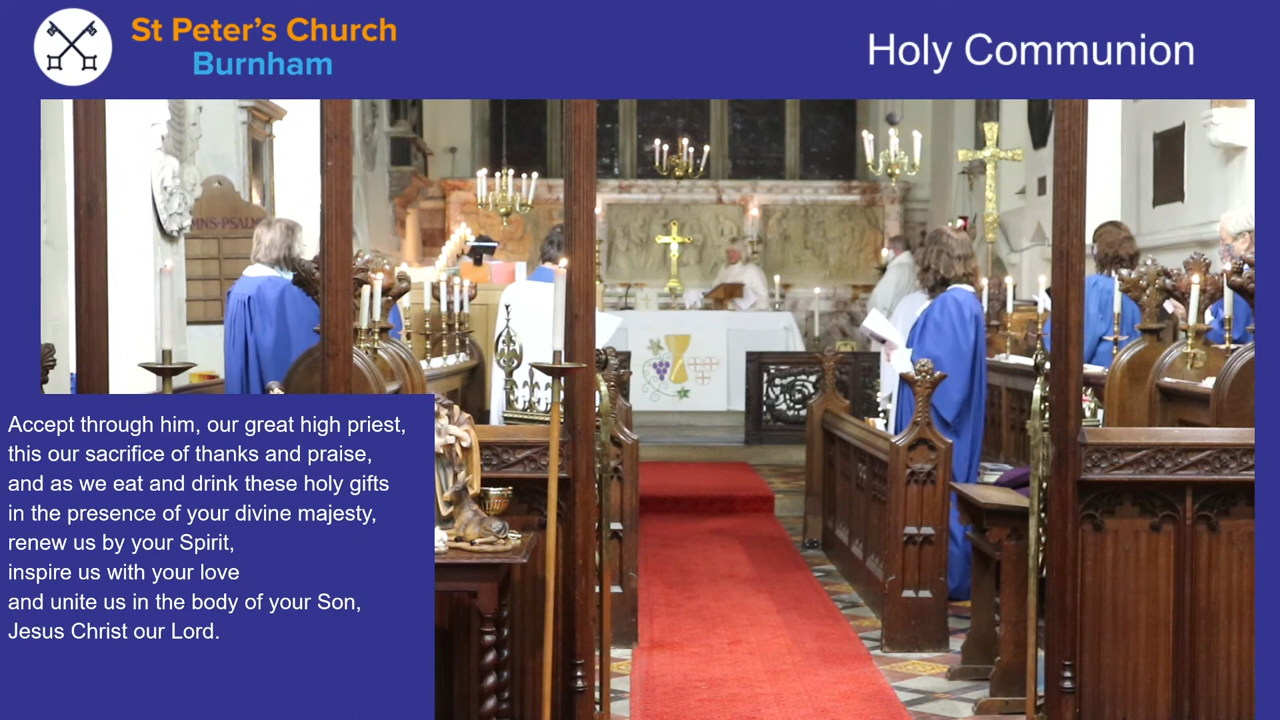 St Peter's Church
Burnham
Holy Communion
MNS-PSALMS
Accept through him, our great high priest,
this our sacrifice of thanks and praise,
and as we eat and drink these holy gifts
in the presence of your divine majesty,
renew us by your Spirit,
inspire us with your love
and unite us in the body of your Son,
Jesus Christ our Lord.